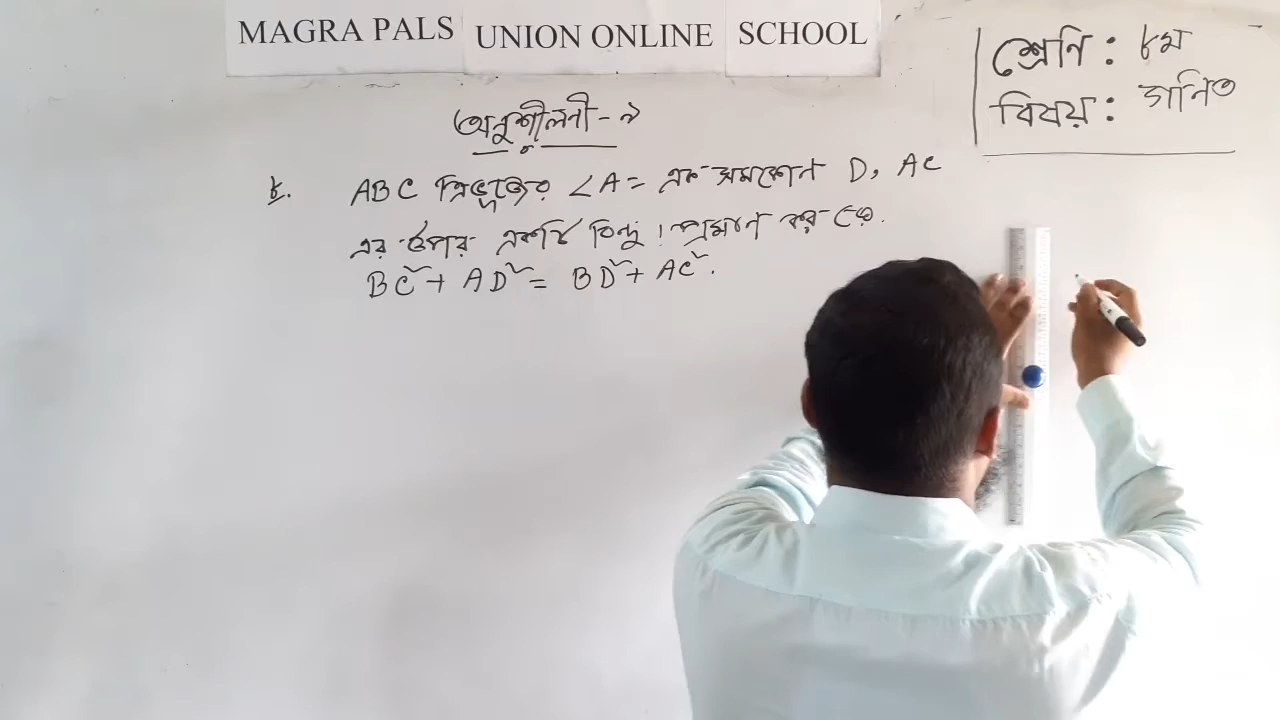 MAGRA PALS UNION ONLINE SCHOOL
শ্রেণি : ৮ম
বিষয় : গনিত
অনুশীলনী - ৯
৮. ABC ত্রিভুজের ∠A = এক সমকোন D, AC
এর উপর একটি বিন্দু। প্রমান কর যে.
BC² + AD² = BD² + AC².